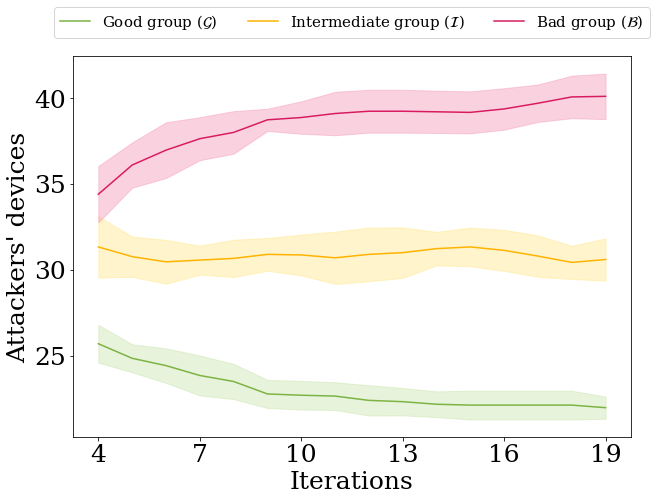 Good group (𝒢) Intermediate group (ℐ) Bad group (ℬ)
40
35
30
25
Attackers' devices
4 7 10 13 16 19
Iterations